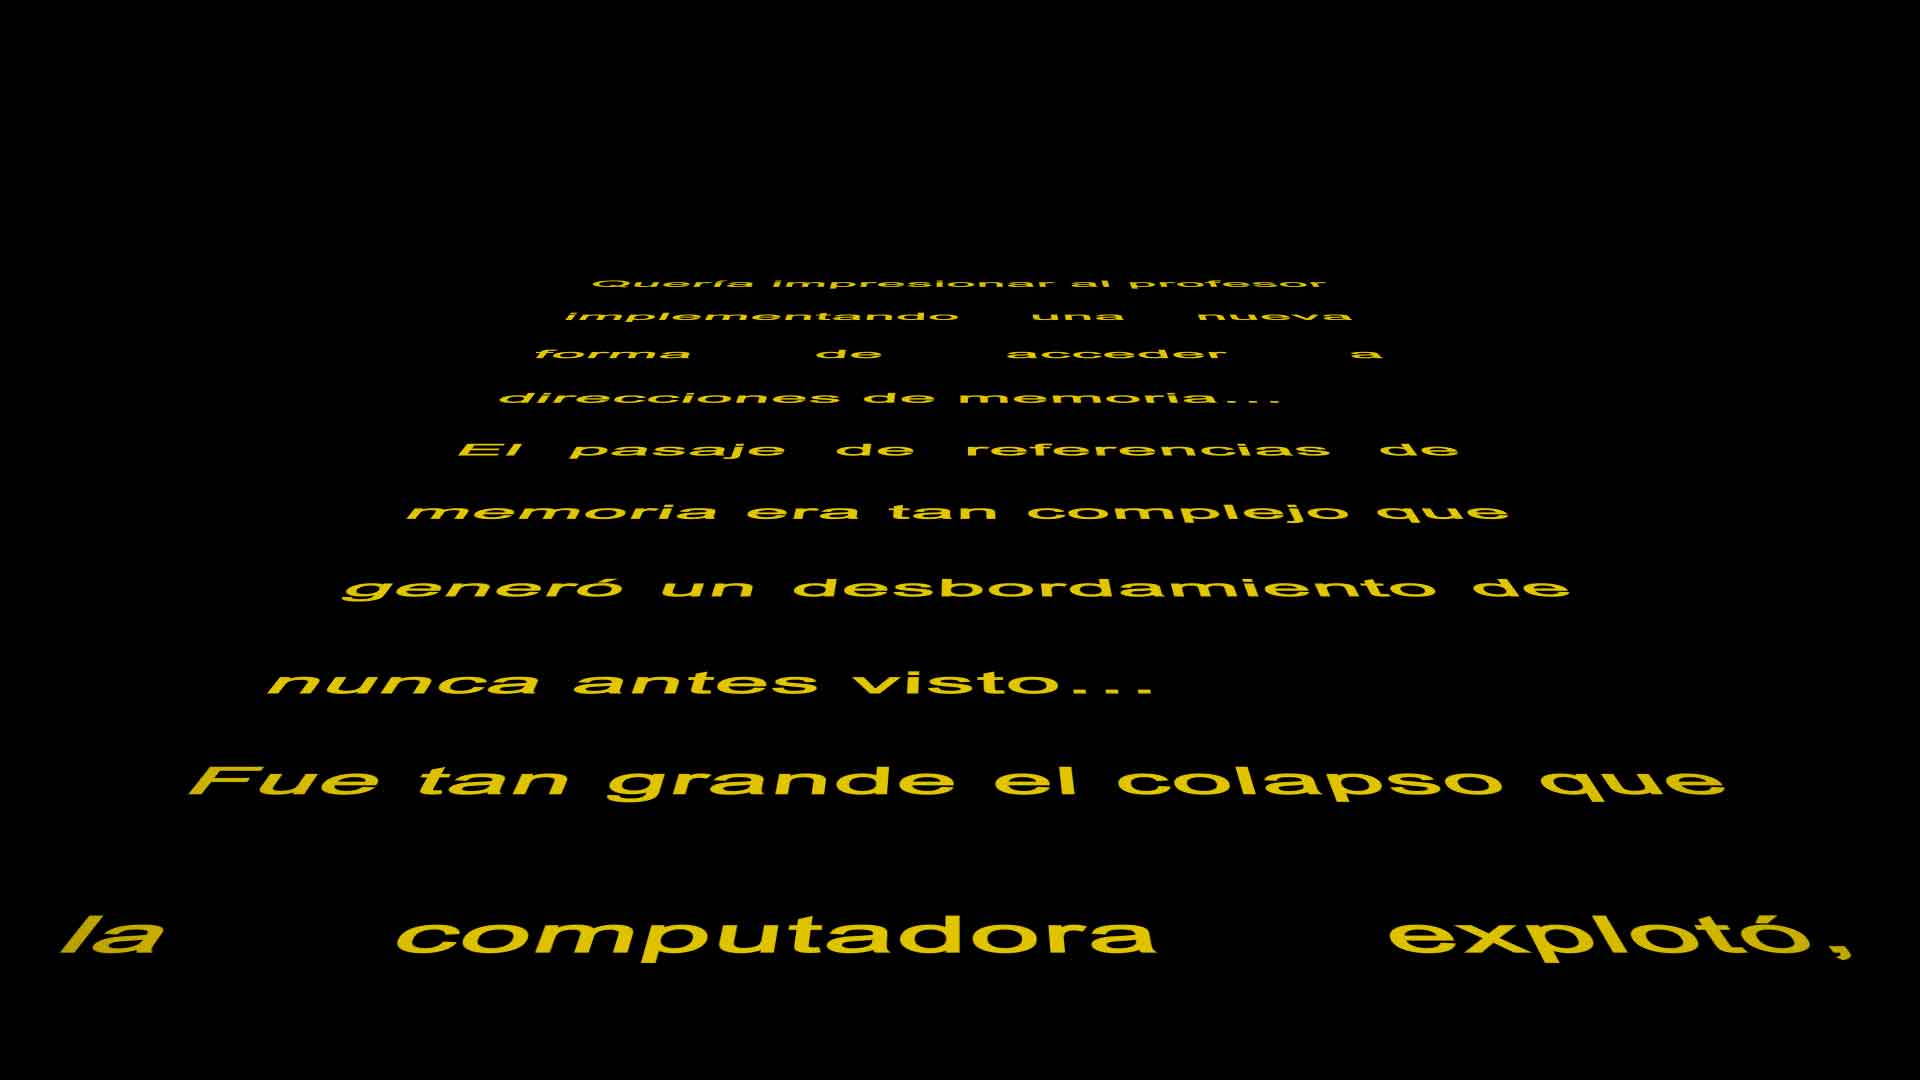 Quería impresionar al profesor
implementando una nueva
forma de acceder a
direcciones de memoria...
El pasaje de referencias de
memoria era tan complejo que
generó un desbordamiento de
nunca antes visto...
Fue tan grande el colapso que
la computadora explotó,